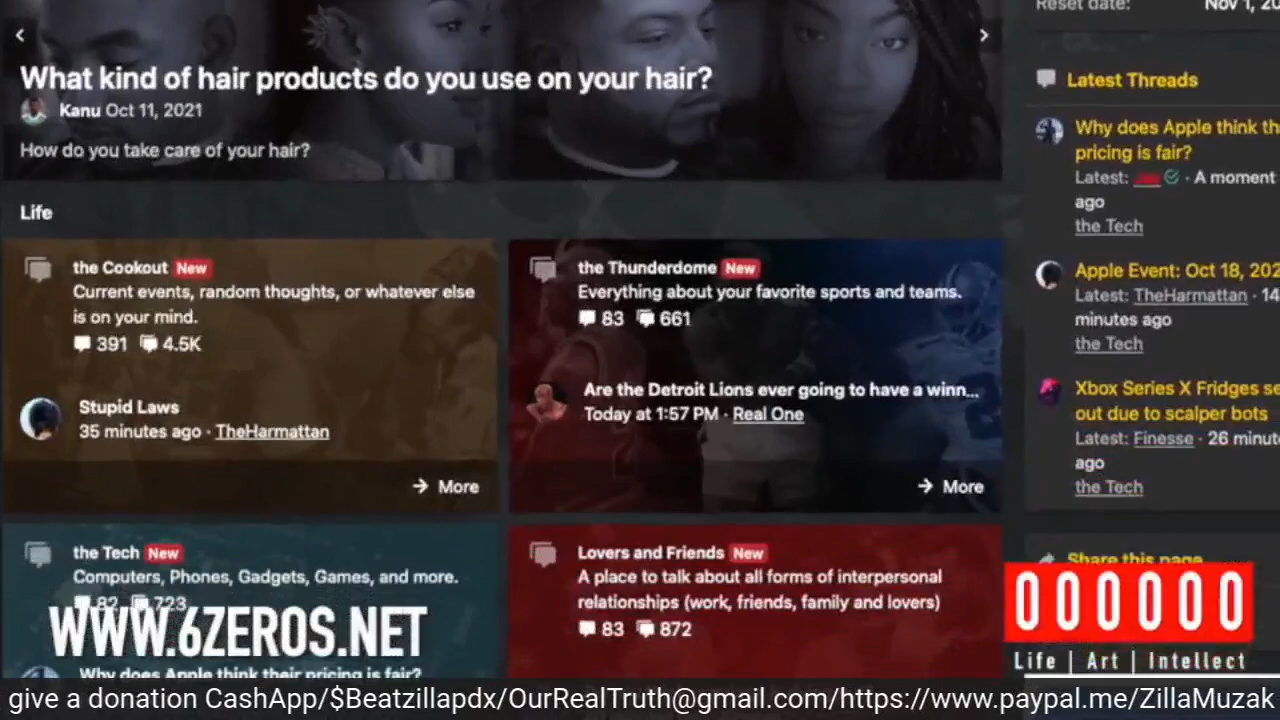 What kind of hair products do you use on your hair?
Kanu Oct 11, 2021
How do you take care of your hair?
Life
the Cookout New
Current events, random thoughts, or whatever else
is on your mind.
391 4.5K
Stupid Laws
35 minutes ago · TheHarmattan
More
the Thunderdome New
Everything about your favorite sports and teams.
83 661
Are the Detroit Lions ever going to have a winn...
Today at 1:57 PM · Real One
More
the Tech New
Computers, Phones, Gadgets, Games, and more.
82 723
Why does Apple think their pricing is fair?
Lovers and Friends New
A place to talk about all forms of interpersonal
relationships (work, friends, family and lovers)
83 872
Reset date: Nov 1, 20
Latest Threads
Why does Apple think th
pricing is fair?
Latest: · A moment
ago
the Tech
Apple Event: Oct 18, 202
Latest: TheHarmattan · 14
minutes ago
the Tech
Xbox Series X Fridges se
out due to scalper bots
Latest: Finesse · 26 minut
ago
the Tech
Share this page
WWW.6ZEROS.NET
000000
Life | Art | Intellect
give a donation CashApp/$Beatzillapdx/OurRealTruth@gmail.com/https://www.paypal.me/ZillaMuzak